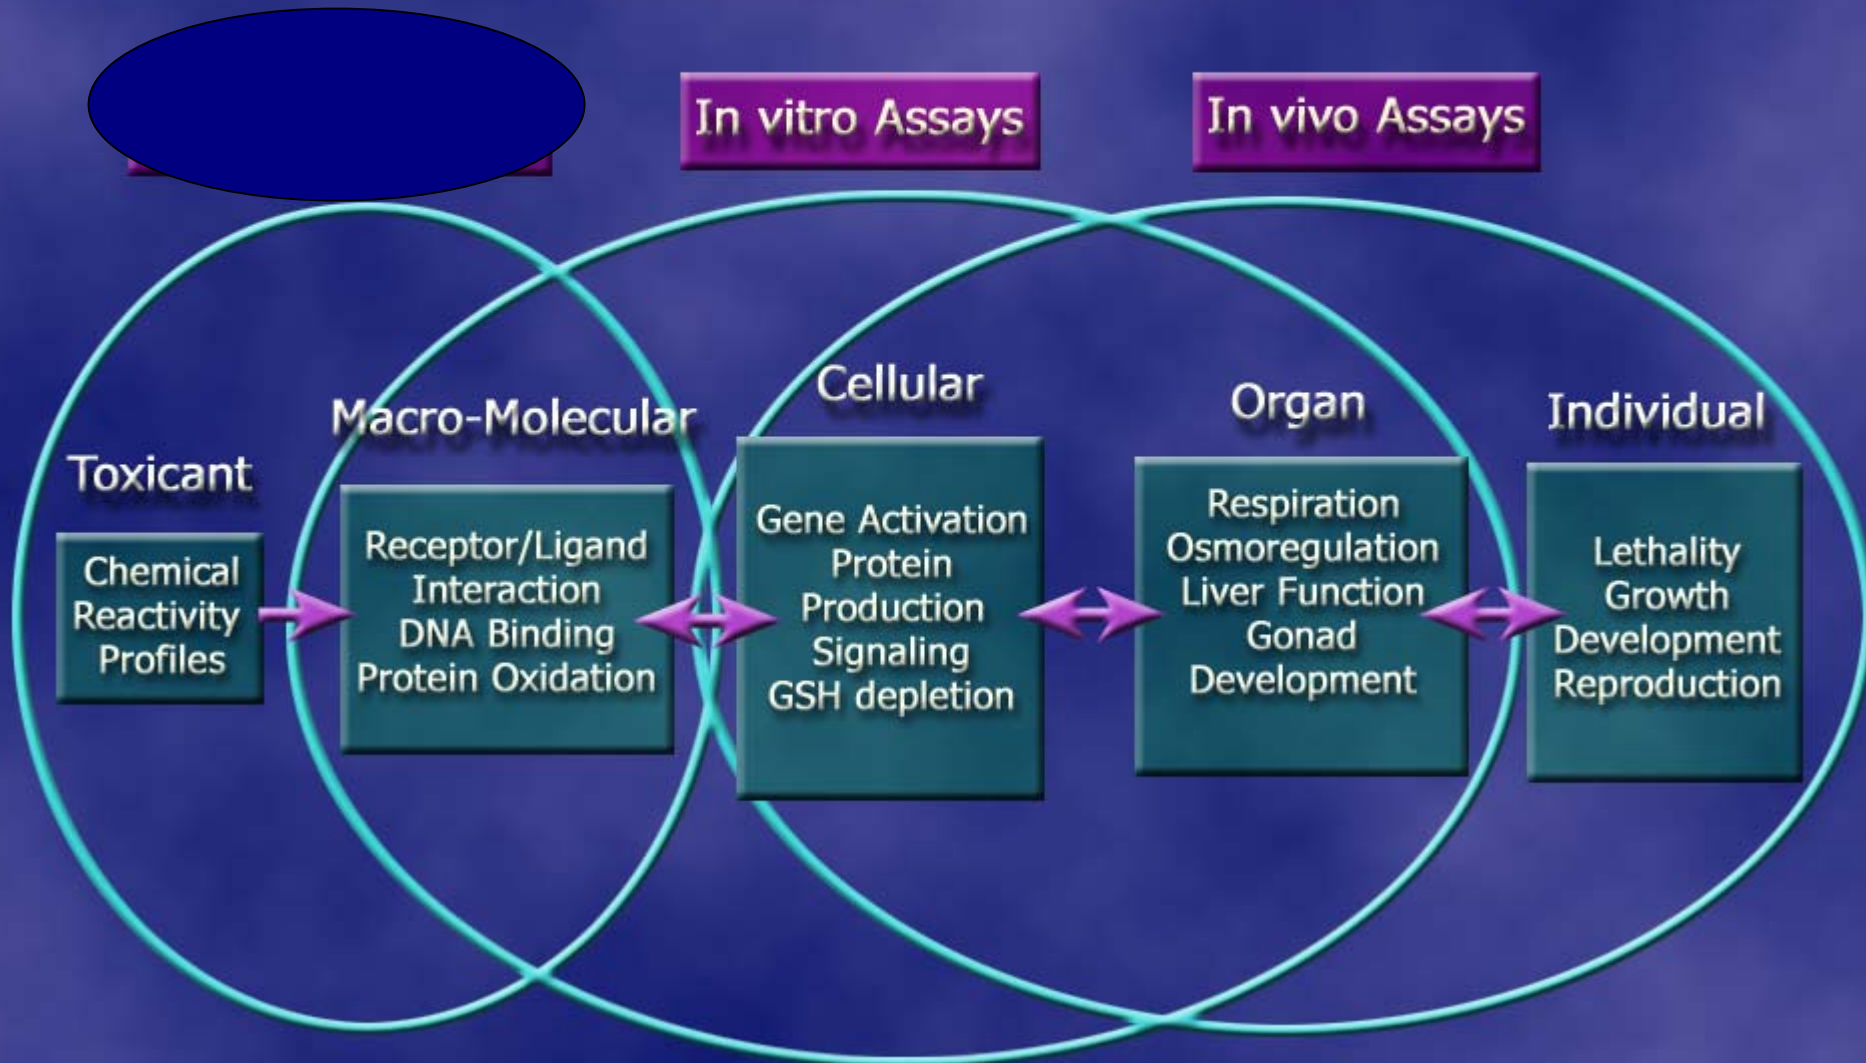 In vitro Assays
In vivo Assays
Toxicant
Chemical
Reactivity
Profiles
Macro-Molecular
Receptor/Ligand
Interaction
DNA Binding
Protein Oxidation
Cellular
Gene Activation
Protein
Production
Signaling
GSH depletion
Organ
Respiration
Osmoregulation
Liver Function
Gonad
Development
Individual
Lethality
Growth
Development
Reproduction